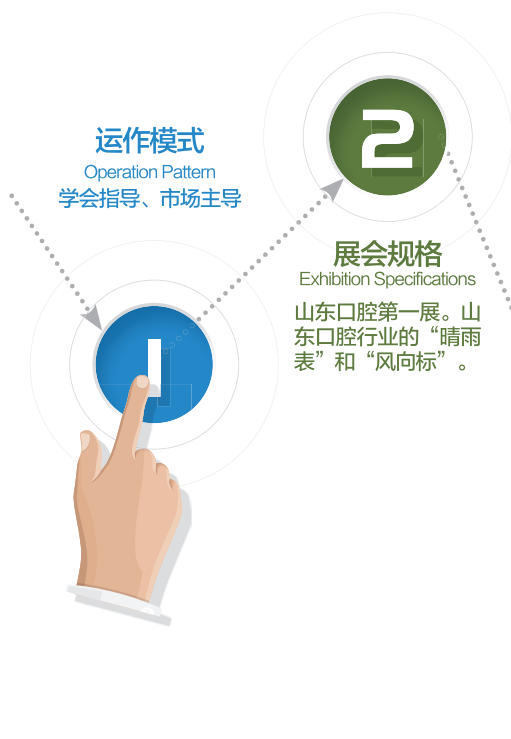 运作模式
Operation Pattern
学会指导、市场主导
1
2
展会规格
Exhibition Specifications
山东口腔第一展。山
东口腔行业的“晴雨
表”和“风向标”。